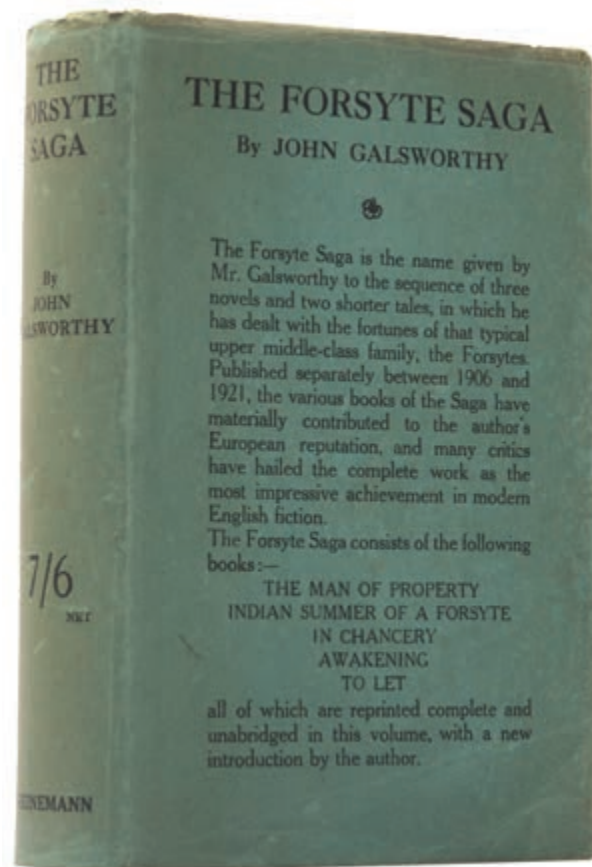 THE
FORSYTE
SAGA
By
JOHN
GALSWORTHY
7/6
NET
HEINEMANN
THE FORSYTE SAGA
By JOHN GALSWORTHY
The Forsyte Saga is the name given by
Mr. Galsworthy to the sequence of three
novels and two shorter tales, in which he
has dealt with the fortunes of that typical
upper middle-class family, the Forsytes.
Published separately between 1906 and
1921, the various books of the Saga have
materially contributed to the author's
European reputation, and many critics
have hailed the complete work as the
most impressive achievement in modern
English fiction.
The Forsyte Saga consists of the following
books:—
THE MAN OF PROPERTY
INDIAN SUMMER OF A FORSYTE
IN CHANCERY
AWAKENING
TO LET
all of which are reprinted complete and
unabridged in this volume, with a new
introduction by the author.